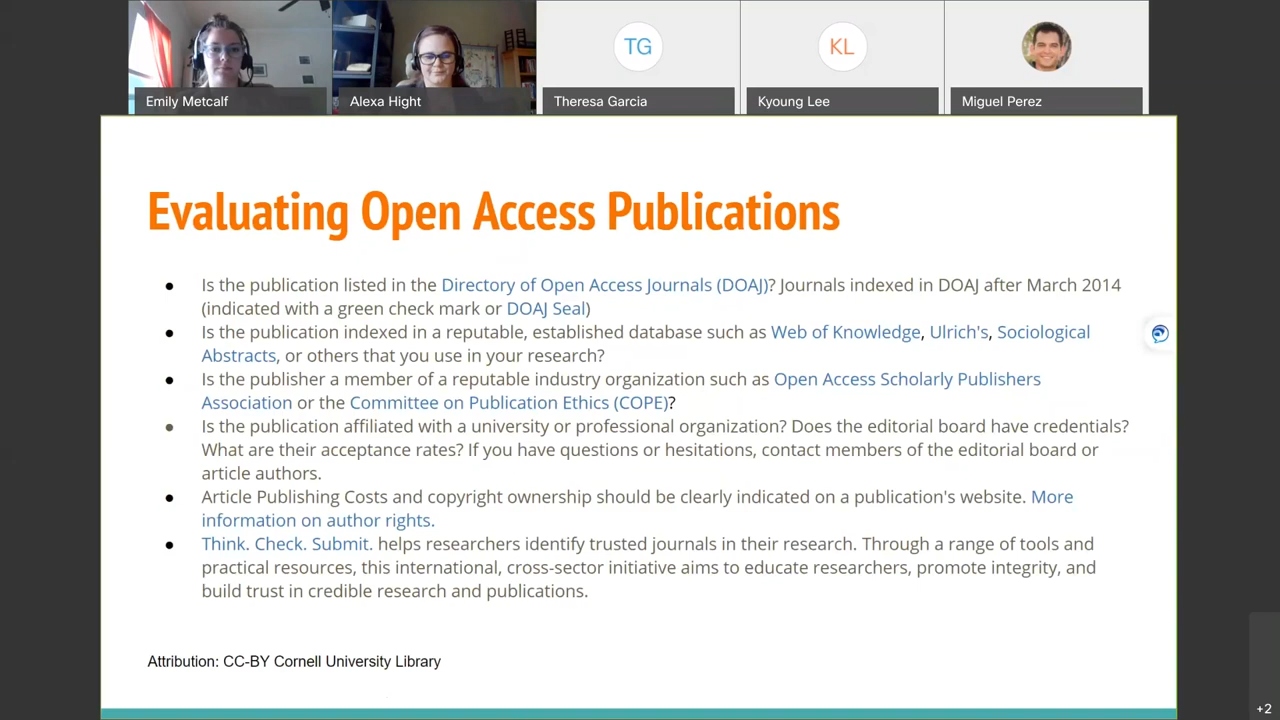 TG
KL
Emily Metcalf
Alexa Hight
Theresa Garcia
Kyoung Lee
Miguel Perez
Evaluating Open Access Publications
● Is the publication listed in the Directory of Open Access Journals (DOAJ)? Journals indexed in DOAJ after March 2014
(indicated with a green check mark or DOAJ Seal)
● Is the publication indexed in a reputable, established database such as Web of Knowledge, Ulrich's, Sociological
Abstracts, or others that you use in your research?
● Is the publisher a member of a reputable industry organization such as Open Access Scholarly Publishers
Association or the Committee on Publication Ethics (COPE)?
● Is the publication affiliated with a university or professional organization? Does the editorial board have credentials?
What are their acceptance rates? If you have questions or hesitations, contact members of the editorial board or
article authors.
● Article Publishing Costs and copyright ownership should be clearly indicated on a publication's website. More
information on author rights.
● Think. Check. Submit. helps researchers identify trusted journals in their research. Through a range of tools and
practical resources, this international, cross-sector initiative aims to educate researchers, promote integrity, and
build trust in credible research and publications.
Attribution: CC-BY Cornell University Library
+2